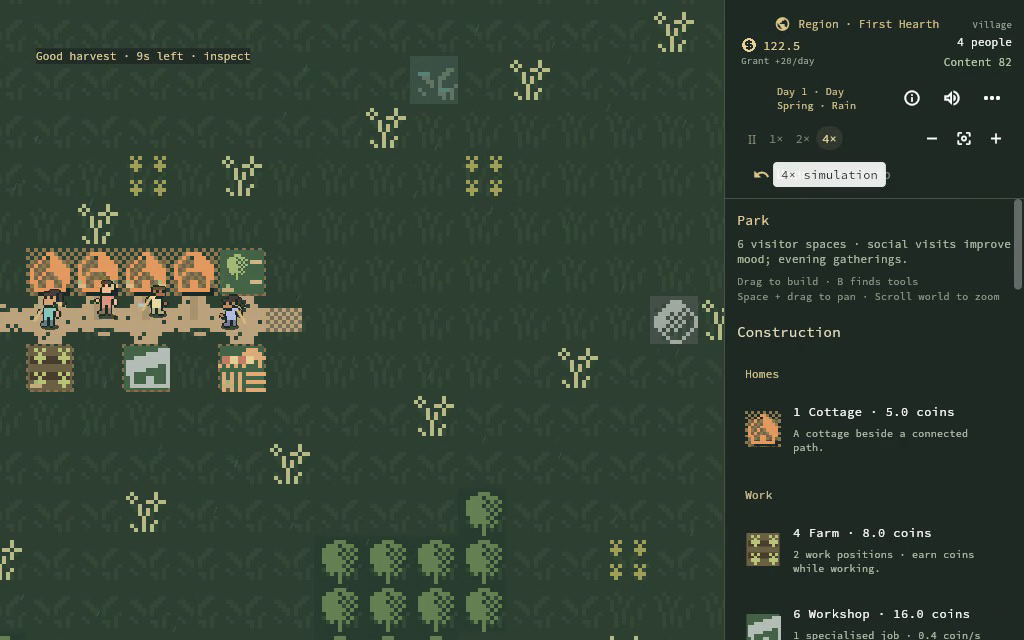 Good harvest · 9s left · inspect
Region · First Hearth
Village
122.5
4 people
Grant +20/day
Content 82
Day 1 · Day
Spring · Rain
1×
2×
4×
4× simulation
Park
6 visitor spaces · social visits improve
mood; evening gatherings.
Drag to build · B finds tools
Space + drag to pan · Scroll world to zoom
Construction
Homes
1 Cottage · 5.0 coins
A cottage beside a connected
path.
Work
4 Farm · 8.0 coins
2 work positions · earn coins
while working.
6 Workshop · 16.0 coins
1 specialised job · 0.4 coin/s